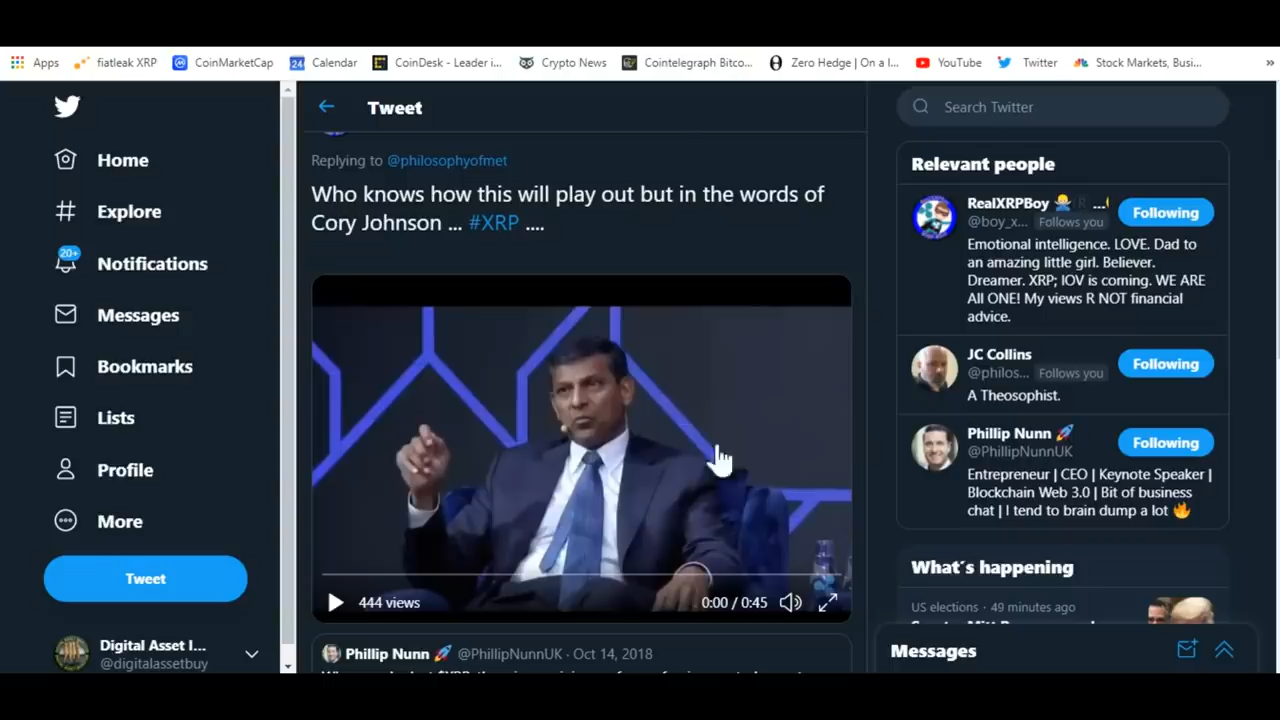 Apps
fiatleak XRP
CoinMarketCap
Calendar
CoinDesk - Leader i...
Crypto News
Cointelegraph Bitco...
Zero Hedge | On a l...
YouTube
Twitter
Stock Markets, Busi...
»
Home
Explore
20+
Notifications
Messages
Bookmarks
Lists
Profile
More
Tweet
Digital Asset I...
@digitalassetbuy
Tweet
Replying to @philosophyofmet
Who knows how this will play out but in the words of
Cory Johnson ... #XRP ....
444 views
0:00 / 0:45
Phillip Nunn 🚀 @PhillipNunnUK · Oct 14, 2018
Search Twitter
Relevant people
RealXRPBoy
@boy_x... Follows you
Following
Emotional intelligence. LOVE. Dad to
an amazing little girl. Believer.
Dreamer. XRP; IOV is coming. WE ARE
All ONE! My views R NOT financial
advice.
JC Collins
@philos... Follows you
Following
A Theosophist.
Phillip Nunn 🚀
@PhillipNunnUK
Following
Entrepreneur | CEO | Keynote Speaker |
Blockchain Web 3.0 | Bit of business
chat | I tend to brain dump a lot 🔥
What's happening
US elections · 49 minutes ago
Messages